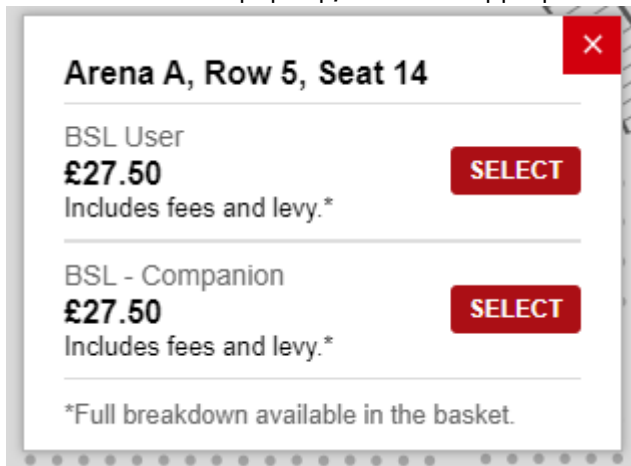 Arena A, Row 5, Seat 14
×
BSL User
£27.50
SELECT
Includes fees and levy.*
BSL - Companion
£27.50
SELECT
Includes fees and levy.*
*Full breakdown available in the basket.